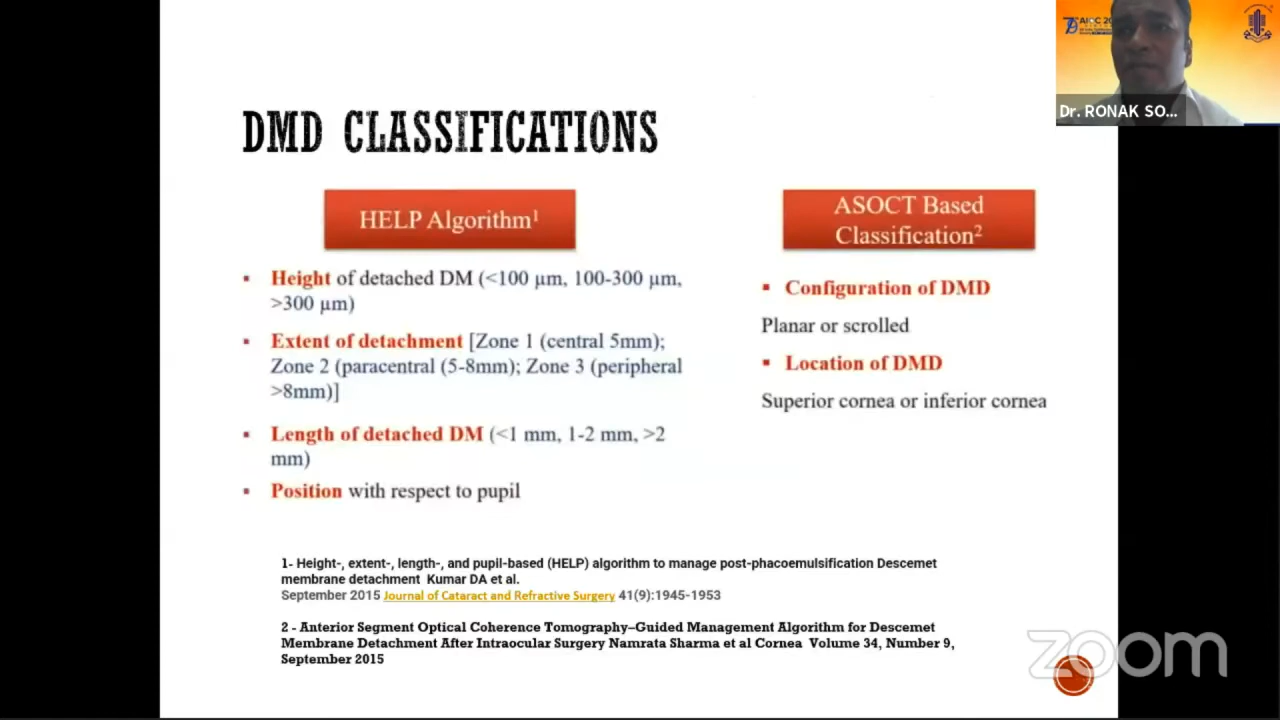 DMD CLASSIFICATIONS
HELP Algorithm¹
▪ Height of detached DM (<100 µm, 100-300 µm,
>300 µm)
▪ Extent of detachment [Zone 1 (central 5mm);
Zone 2 (paracentral (5-8mm); Zone 3 (peripheral
>8mm)]
▪ Length of detached DM (<1 mm, 1-2 mm, >2
mm)
▪ Position with respect to pupil
ASOCT Based
Classification²
▪ Configuration of DMD
Planar or scrolled
▪ Location of DMD
Superior cornea or inferior cornea
1- Height-, extent-, length-, and pupil-based (HELP) algorithm to manage post-phacoemulsification Descemet
membrane detachment Kumar DA et al.
September 2015 Journal of Cataract and Refractive Surgery 41(9):1945-1953
2 - Anterior Segment Optical Coherence Tomography–Guided Management Algorithm for Descemet
Membrane Detachment After Intraocular Surgery Namrata Sharma et al Cornea Volume 34, Number 9,
September 2015
Dr. RONAK SO...
zoom